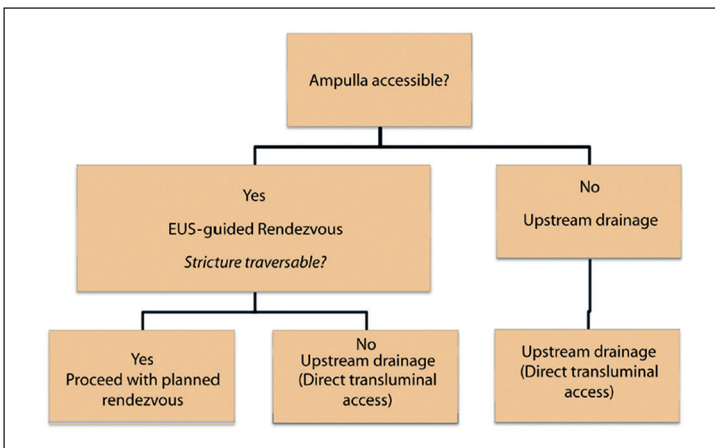 Ampulla accessible?
Yes
EUS-guided Rendezvous
Stricture traversable?
No
Upstream drainage
Yes
Proceed with planned
rendezvous
No
Upstream drainage
(Direct transluminal
access)
Upstream drainage
(Direct transluminal
access)